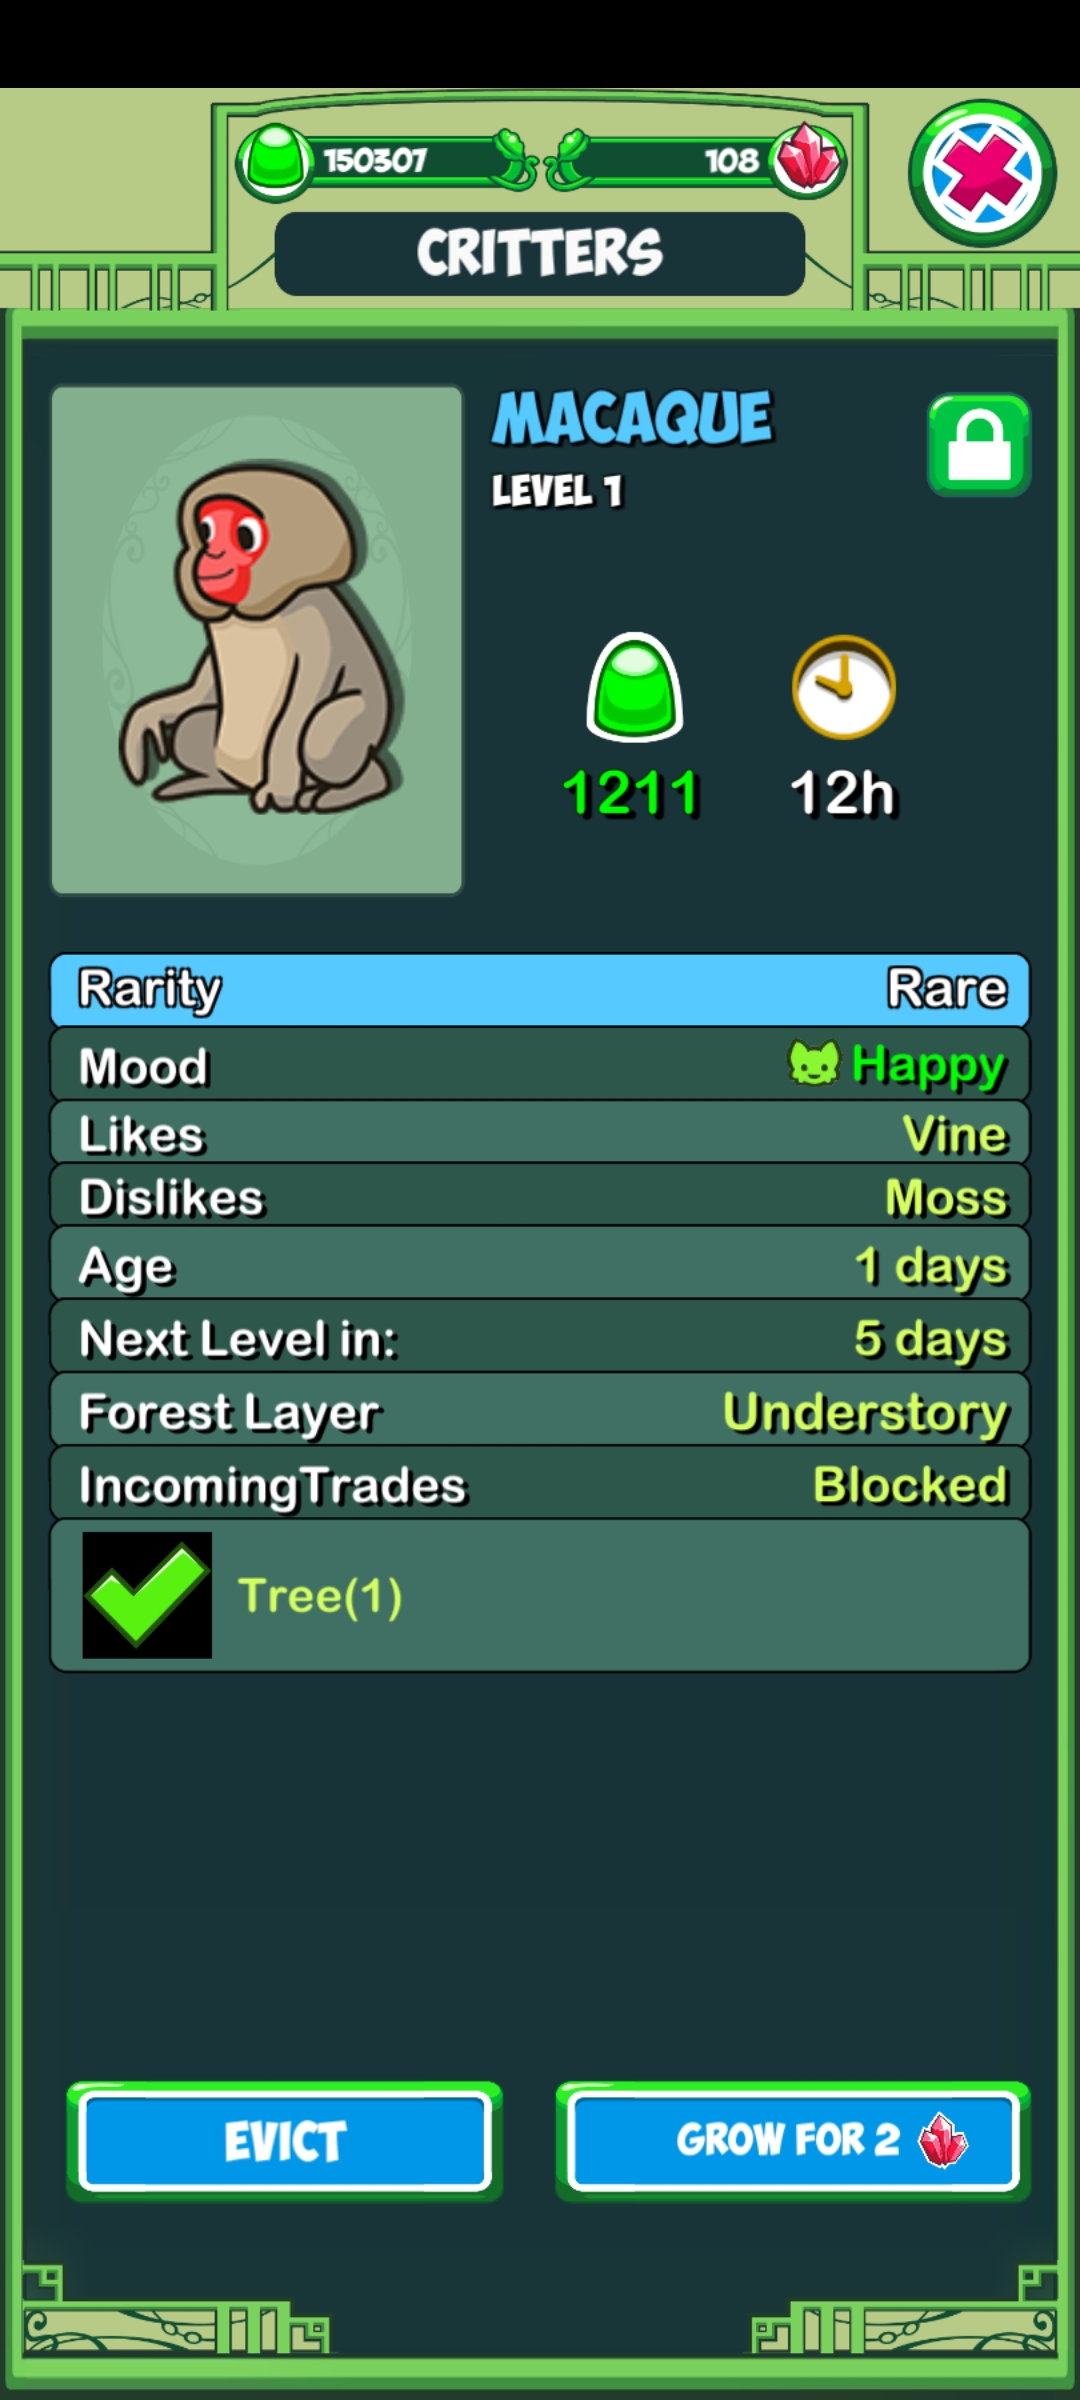 150307 108
CRITTERS
MACAQUE
LEVEL 1
1211 12h
Rarity Rare
Mood Happy
Likes Vine
Dislikes Moss
Age 1 days
Next Level in: 5 days
Forest Layer Understory
IncomingTrades Blocked
Tree(1)
EVICT GROW FOR 2